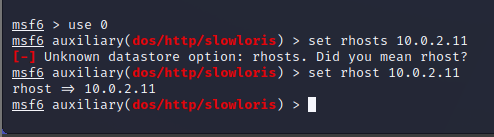 msf6 > use 0
msf6 auxiliary(dos/http/slowloris) > set rhosts 10.0.2.11
[-] Unknown datastore option: rhosts. Did you mean rhost?
msf6 auxiliary(dos/http/slowloris) > set rhost 10.0.2.11
rhost => 10.0.2.11
msf6 auxiliary(dos/http/slowloris) >